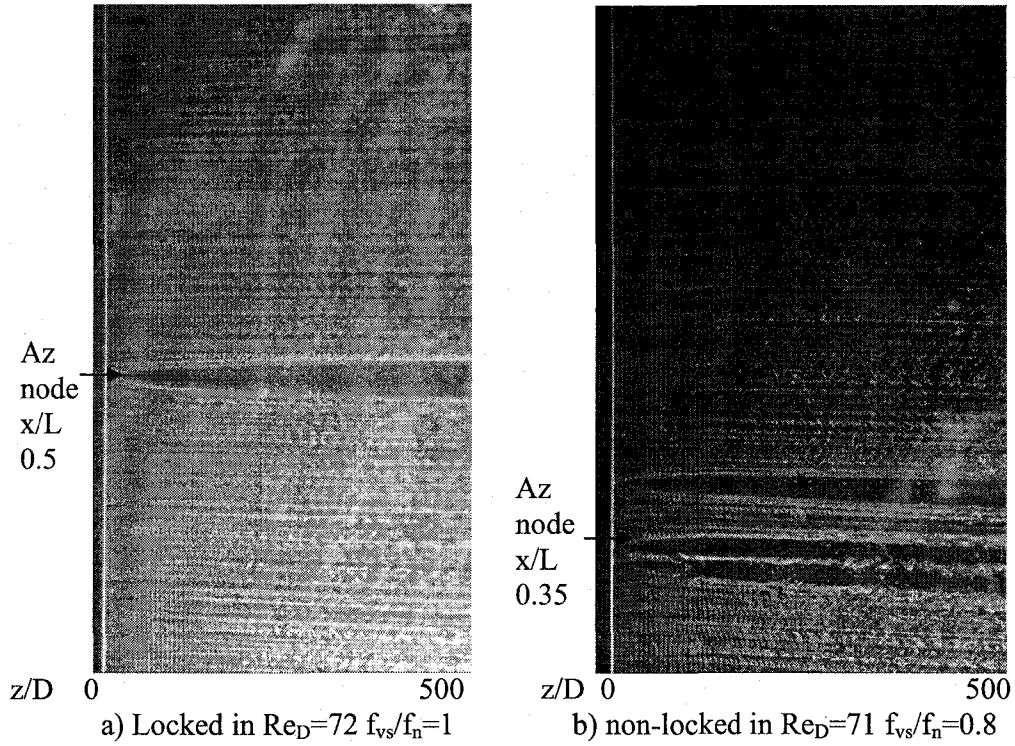 Az
node
x/L
0.5
Az
node
x/L
0.35
z/D 0 500
z/D 0 500
a) Locked in Re_D=72 f_vs/f_n=1
b) non-locked in Re_D=71 f_vs/f_n=0.8